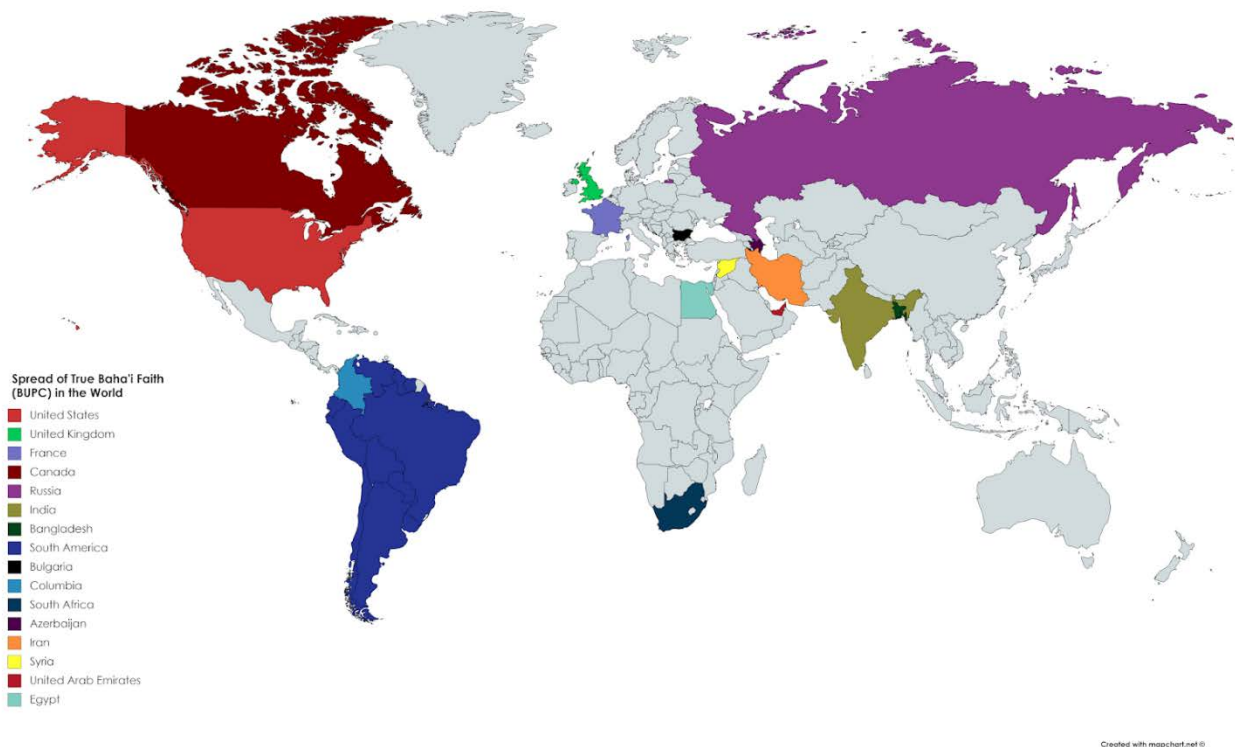 Spread of True Baha'i Faith
(BUPC) in the World
United States
United Kingdom
France
Canada
Russia
India
Bangladesh
South America
Bulgaria
Columbia
South Africa
Azerbaijan
Iran
Syria
United Arab Emirates
Egypt
Created with mapchart.net ©